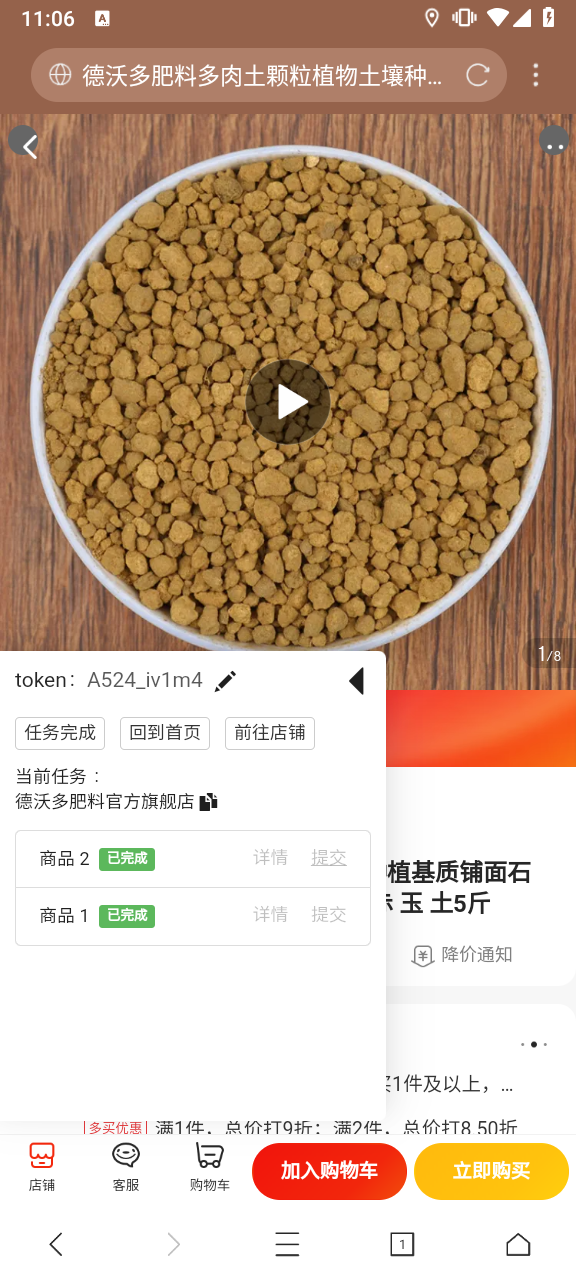 11:06
A
德沃多肥料多肉土颗粒植物土壤种...
1/8
token： A524_iv1m4
任务完成 回到首页 前往店铺
当前任务：
德沃多肥料官方旗舰店
商品 2 已完成 详情 提交
商品 1 已完成 详情 提交
植基质铺面石
玉 土5斤
降价通知
1件及以上，...
多买优惠 满1件，总价打9折；满2件，总价打8.50折
店铺 客服 购物车 加入购物车 立即购买
1